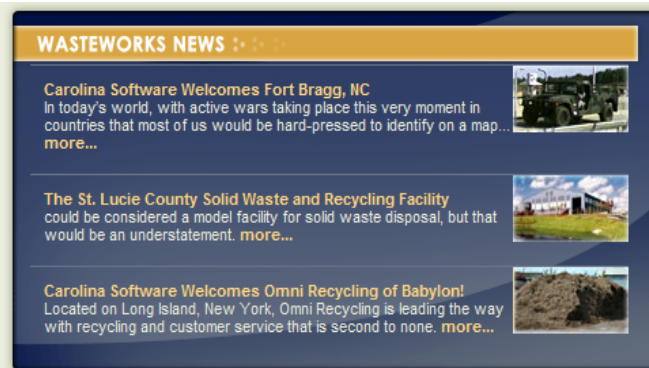 WASTEWORKS NEWS
Carolina Software Welcomes Fort Bragg, NC
In today's world, with active wars taking place this very moment in
countries that most of us would be hard-pressed to identify on a map...
more...
The St. Lucie County Solid Waste and Recycling Facility
could be considered a model facility for solid waste disposal, but that
would be an understatement. more...
Carolina Software Welcomes Omni Recycling of Babylon!
Located on Long Island, New York, Omni Recycling is leading the way
with recycling and customer service that is second to none. more...